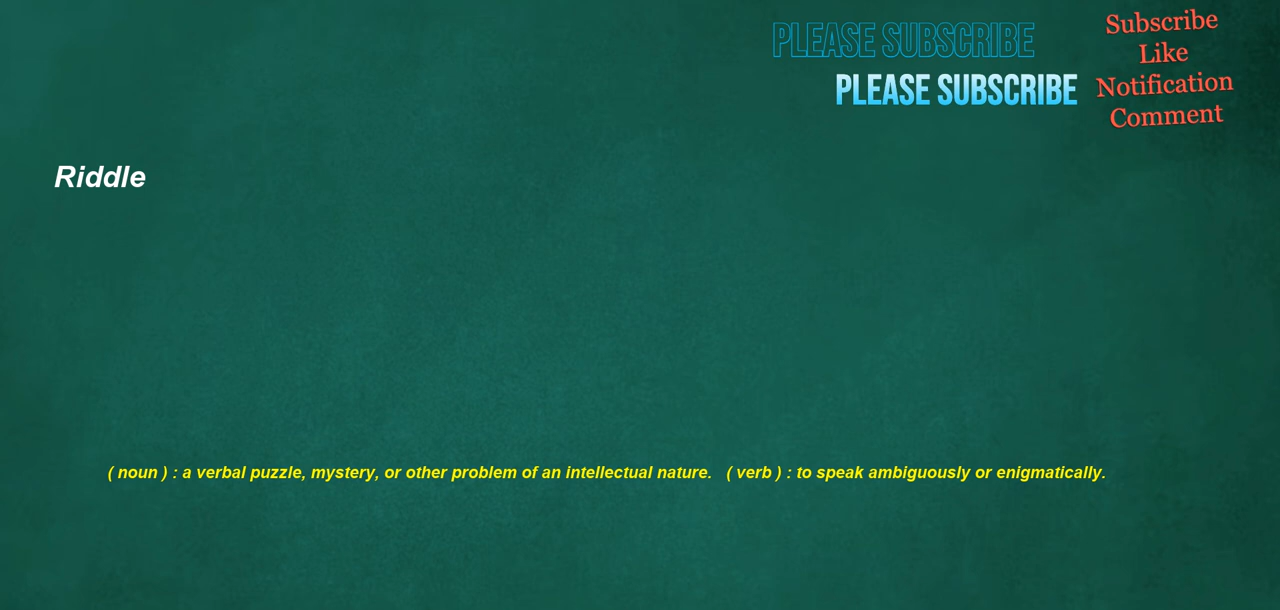 PLEASE SUBSCRIBE
PLEASE SUBSCRIBE
Subscribe
Like
Notification
Comment
Riddle
( noun ) : a verbal puzzle, mystery, or other problem of an intellectual nature. ( verb ) : to speak ambiguously or enigmatically.